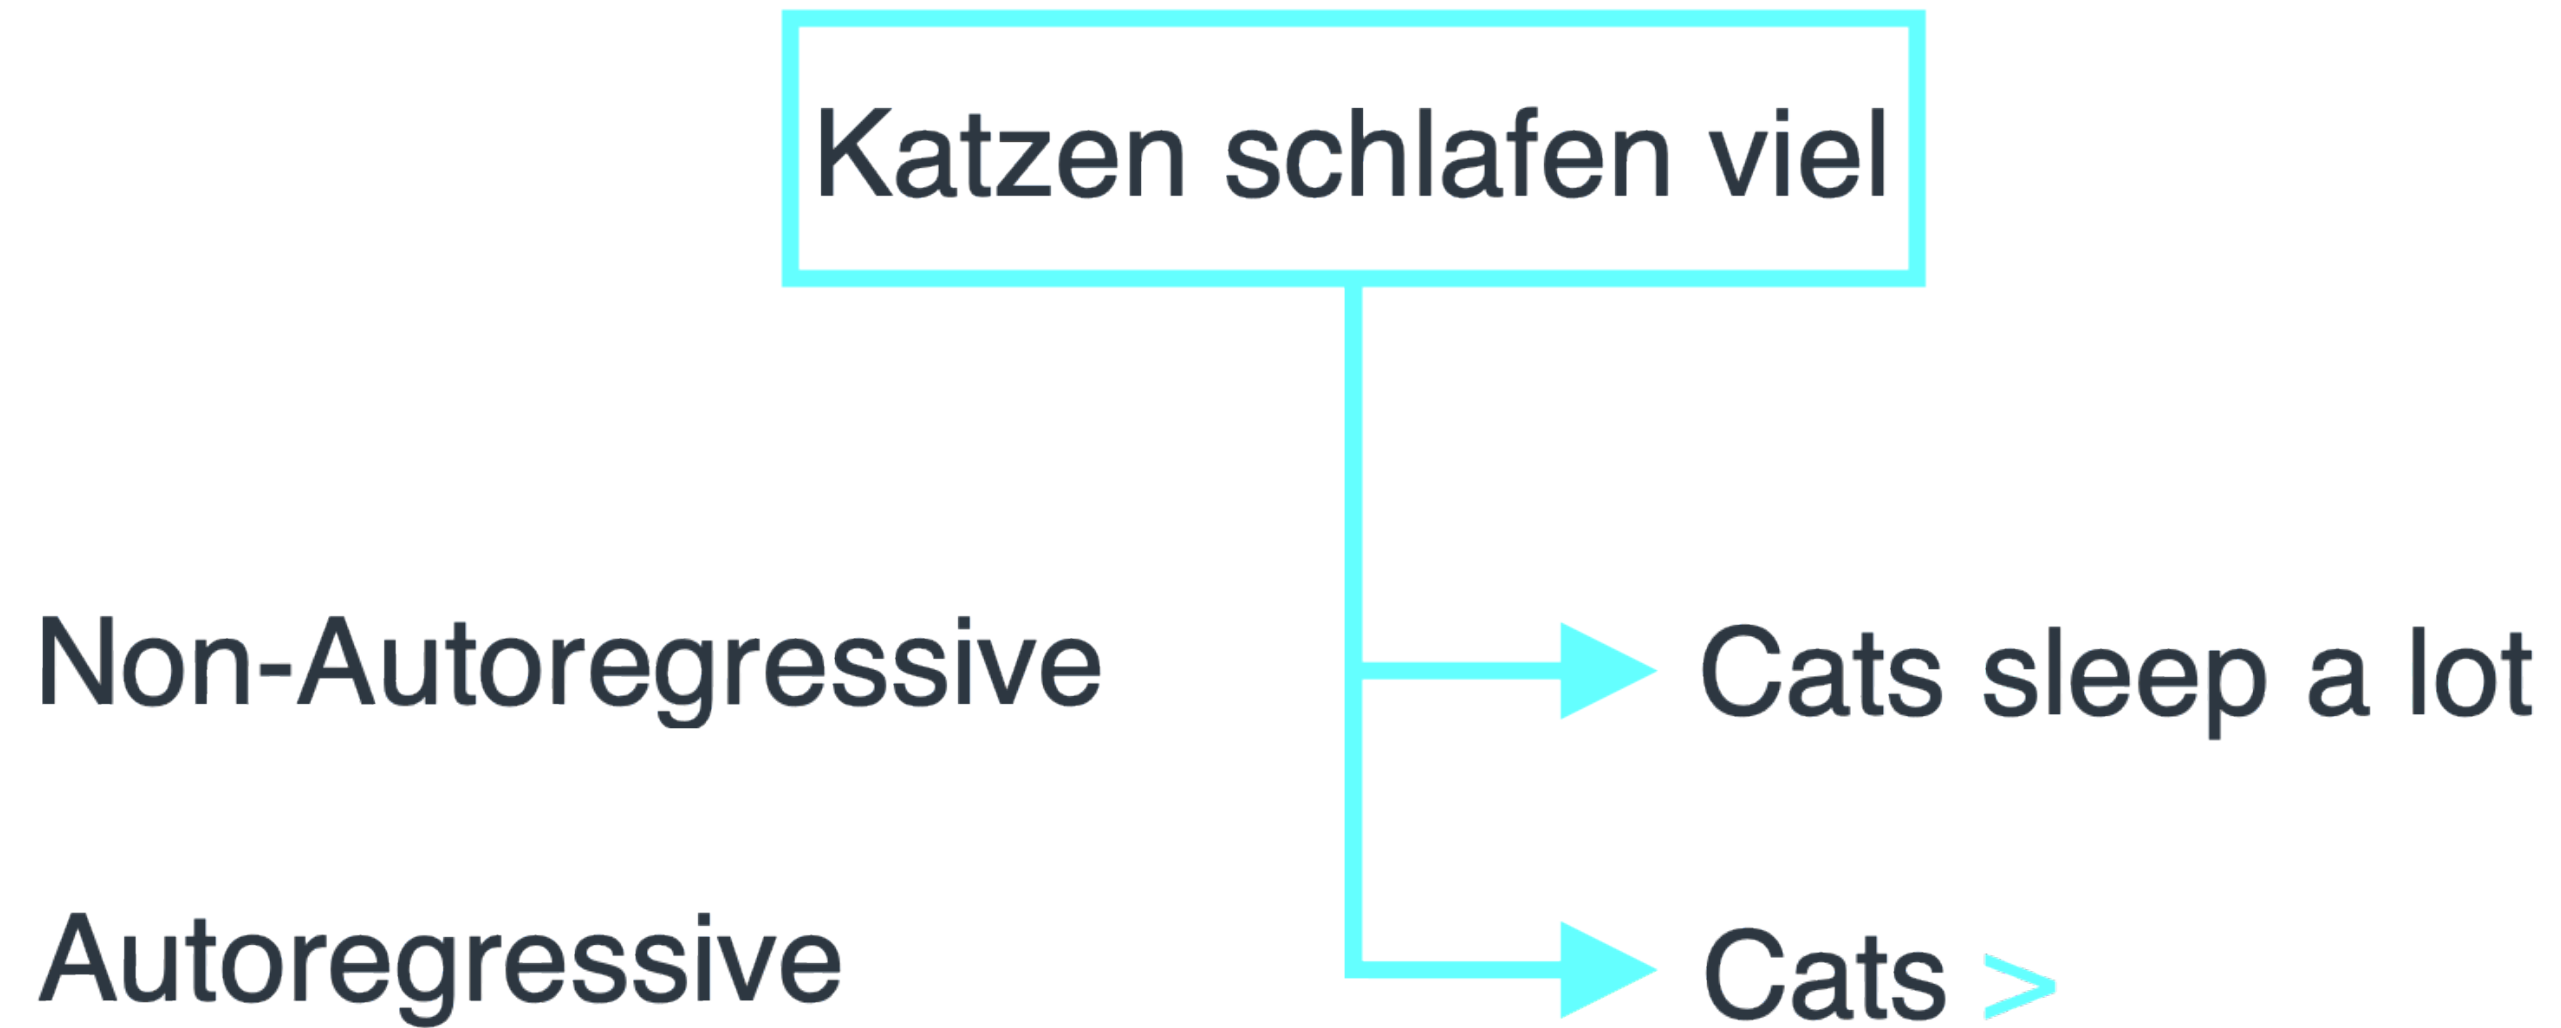 Katzen schlafen viel
Non-Autoregressive
Cats sleep a lot
Autoregressive
Cats >